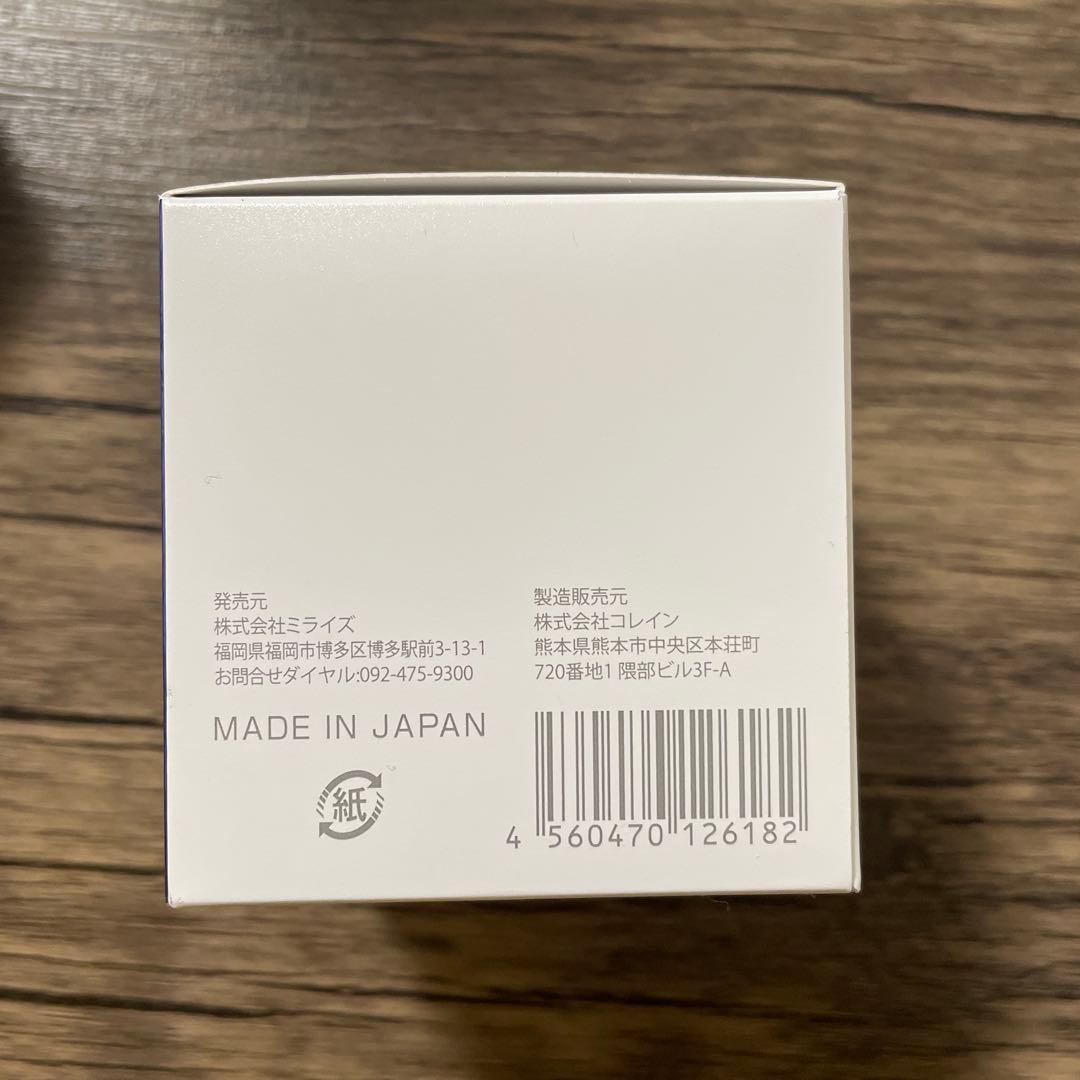 発売元
株式会社ミライズ
福岡県福岡市博多区博多駅前3-13-1
お問合せダイヤル:092-475-9300
MADE IN JAPAN
紙
製造販売元
株式会社コレイン
熊本県熊本市中央区本荘町
720番地1 隈部ビル3F-A
4 560470 126182